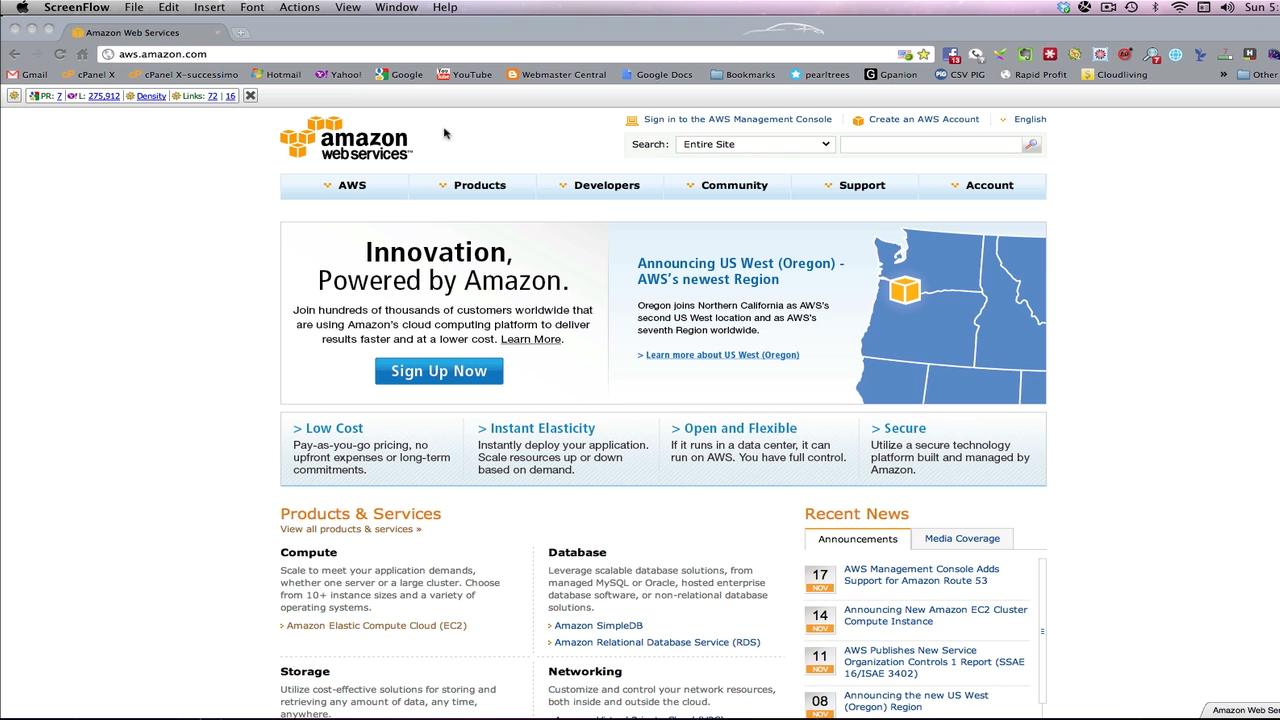 ScreenFlow File Edit Insert Font Actions View Window Help Sun 5:
Amazon Web Services
aws.amazon.com
Gmail cPanel X cPanel X-successimo Hotmail Yahoo! Google YouTube Webmaster Central Google Docs Bookmarks pearltrees Gpanion CSV PIG Rapid Profit Cloudliving » Other
PR: 7 L: 275,912 Density Links: 72 | 16
amazon
web services™
Sign in to the AWS Management Console Create an AWS Account English
Search: Entire Site
AWS Products Developers Community Support Account
Innovation,
Powered by Amazon.
Join hundreds of thousands of customers worldwide that
are using Amazon's cloud computing platform to deliver
results faster and at a lower cost. Learn More.
Sign Up Now
Announcing US West (Oregon) -
AWS's newest Region
Oregon joins Northern California as AWS's
second US West location and as AWS's
seventh Region worldwide.
> Learn more about US West (Oregon)
> Low Cost
Pay-as-you-go pricing, no
upfront expenses or long-term
commitments.
> Instant Elasticity
Instantly deploy your application.
Scale resources up or down
based on demand.
> Open and Flexible
If it runs in a data center, it can
run on AWS. You have full control.
> Secure
Utilize a secure technology
platform built and managed by
Amazon.
Products & Services
View all products & services »
Compute
Scale to meet your application demands,
whether one server or a large cluster. Choose
from 10+ instance sizes and a variety of
operating systems.
> Amazon Elastic Compute Cloud (EC2)
Database
Leverage scalable database solutions, from
managed MySQL or Oracle, hosted enterprise
database software, or non-relational database
solutions.
> Amazon SimpleDB
> Amazon Relational Database Service (RDS)
Storage
Utilize cost-effective solutions for storing and
retrieving any amount of data, any time,
anywhere.
Networking
Customize and control your network resources,
both inside and outside the cloud.
Recent News
Announcements Media Coverage
17 NOV
AWS Management Console Adds
Support for Amazon Route 53
14 NOV
Announcing New Amazon EC2 Cluster
Compute Instance
11 NOV
AWS Publishes New Service
Organization Controls 1 Report (SSAE
16/ISAE 3402)
08 NOV
Announcing the new US West
(Oregon) Region
Amazon Web Ser